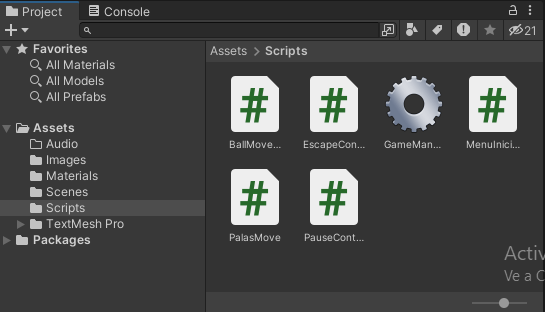 Project
Console
21
Favorites
All Materials
All Models
All Prefabs
Assets
Audio
Images
Materials
Scenes
Scripts
TextMesh Pro
Packages
Assets > Scripts
BallMove...
EscapeCon...
GameMan...
MenuInici...
PalasMove
PauseCont...
Activ
Ve a C